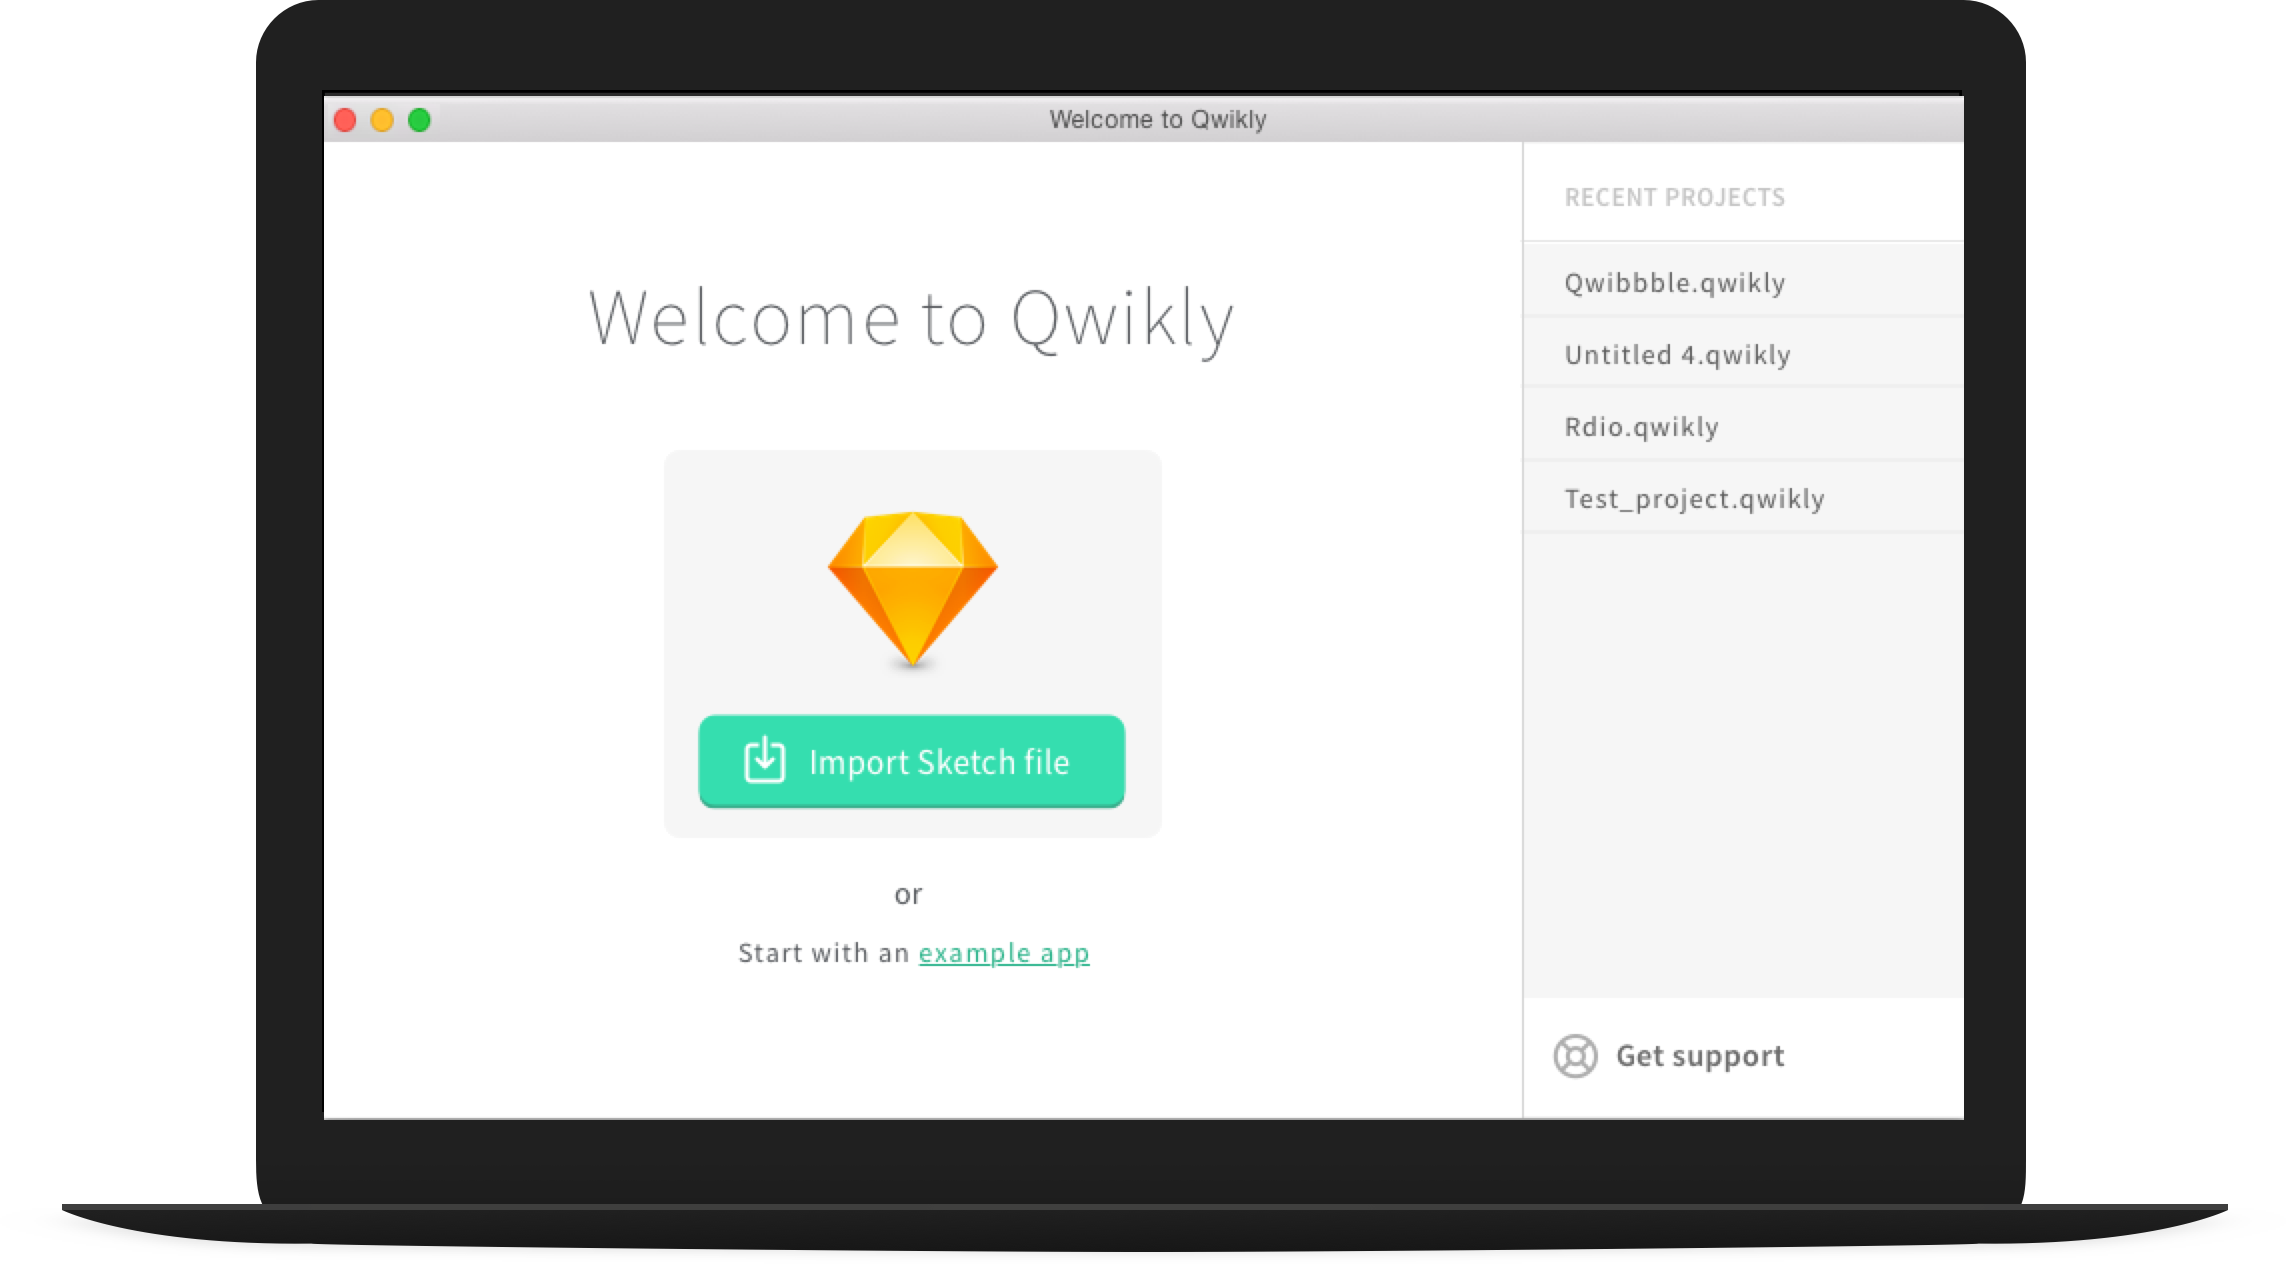 Welcome to Qwikly
Welcome to Qwikly
Import Sketch file
or
Start with an example app
RECENT PROJECTS
Qwibbble.qwikly
Untitled 4.qwikly
Rdio.qwikly
Test_project.qwikly
Get support